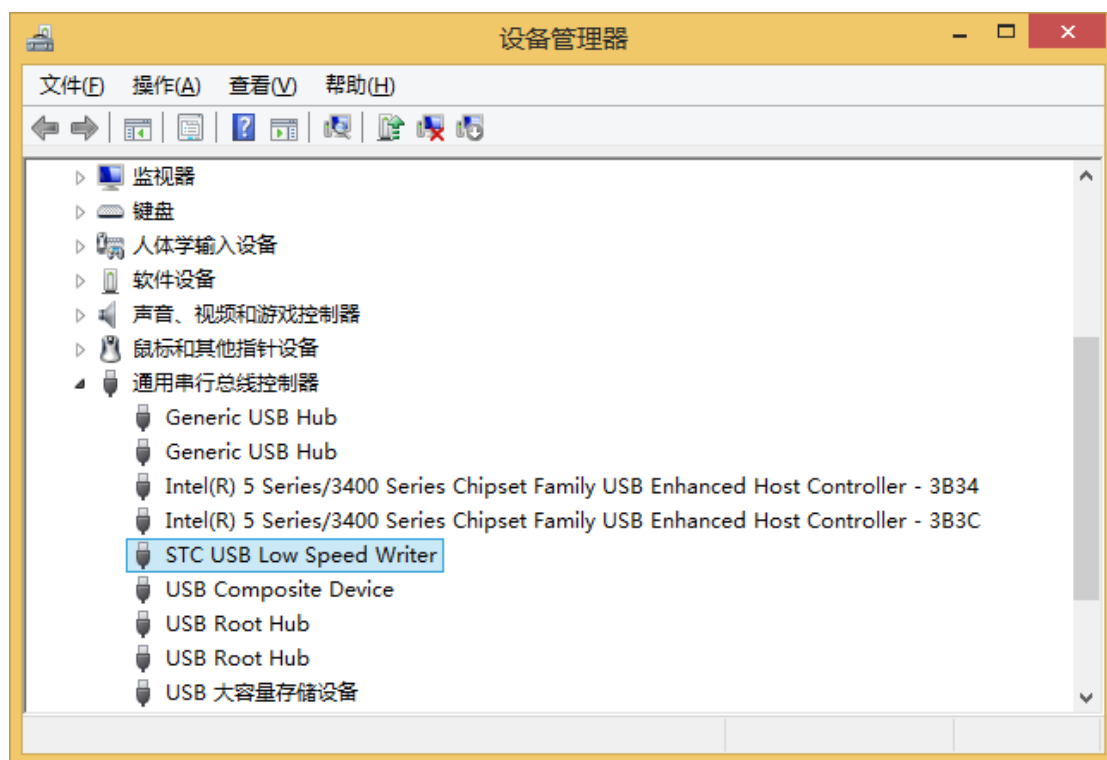 设备管理器
文件(F) 操作(A) 查看(V) 帮助(H)
监视器
键盘
人体学输入设备
软件设备
声音、视频和游戏控制器
鼠标和其他指针设备
通用串行总线控制器
Generic USB Hub
Generic USB Hub
Intel(R) 5 Series/3400 Series Chipset Family USB Enhanced Host Controller - 3B34
Intel(R) 5 Series/3400 Series Chipset Family USB Enhanced Host Controller - 3B3C
STC USB Low Speed Writer
USB Composite Device
USB Root Hub
USB Root Hub
USB 大容量存储设备